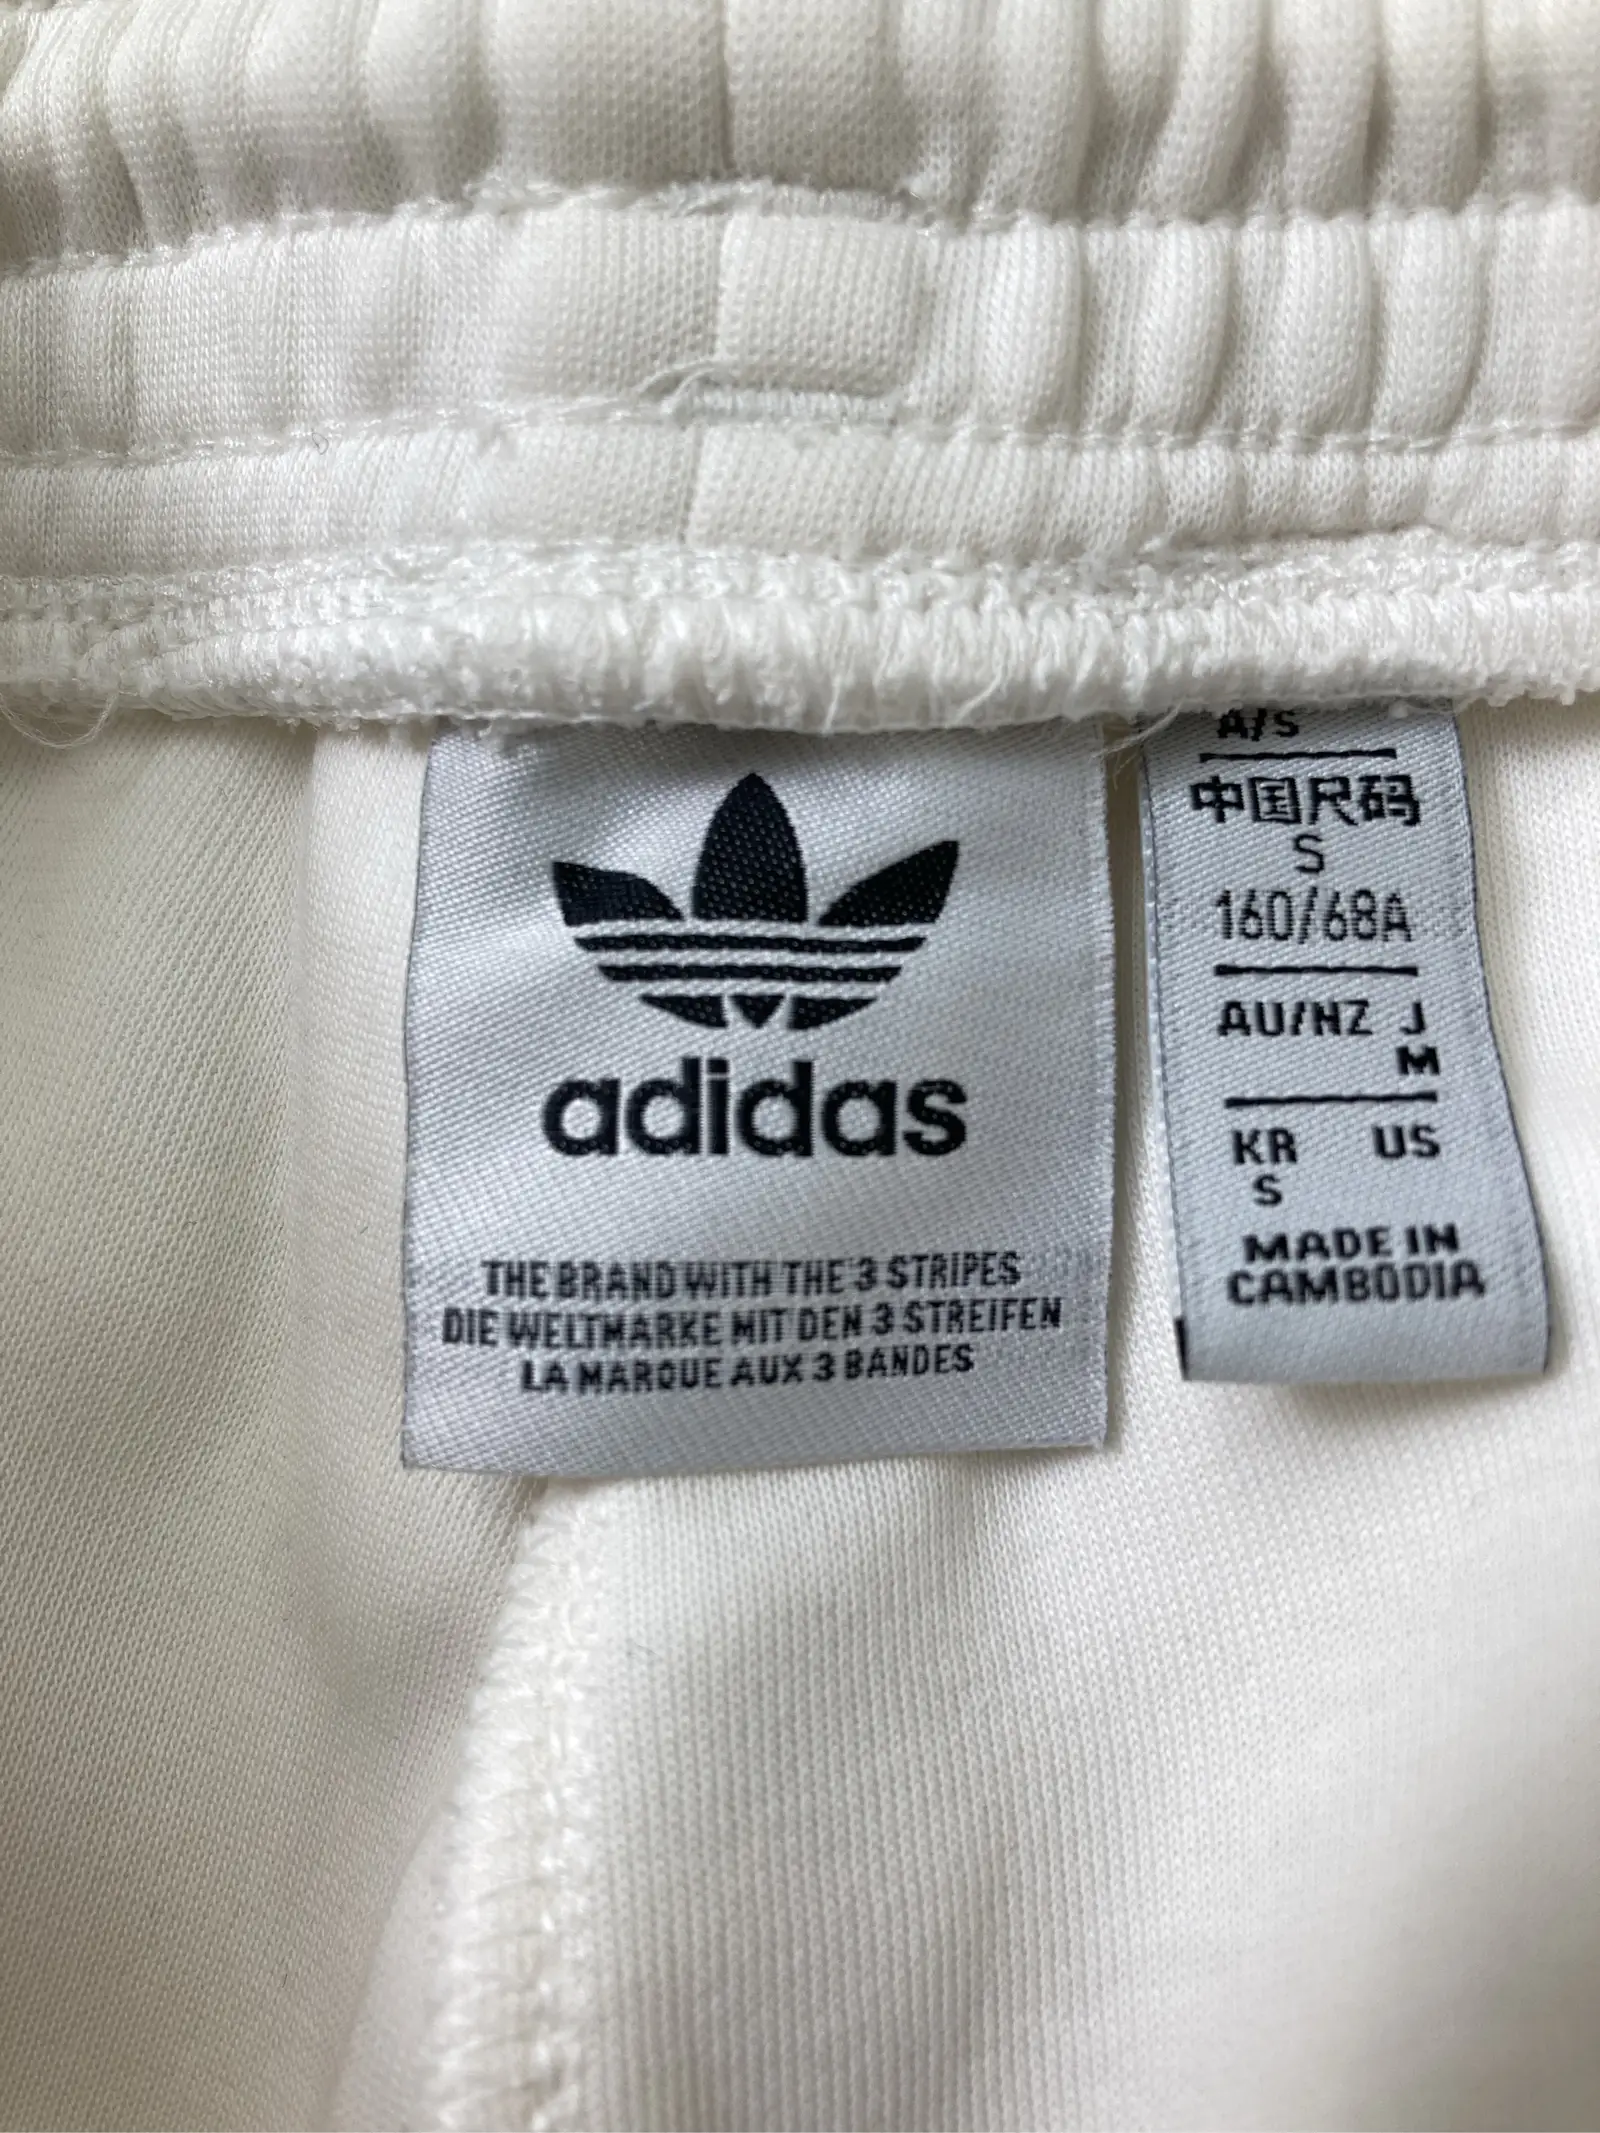 adidas
THE BRAND WITH THE 3 STRIPES
DIE WELTMARKE MIT DEN 3 STREIFEN
LA MARQUE AUX 3 BANDES
A/S
中国尺码
S
160/68A
AU/NZ J
M
KR US
S
MADE IN
CAMBODIA